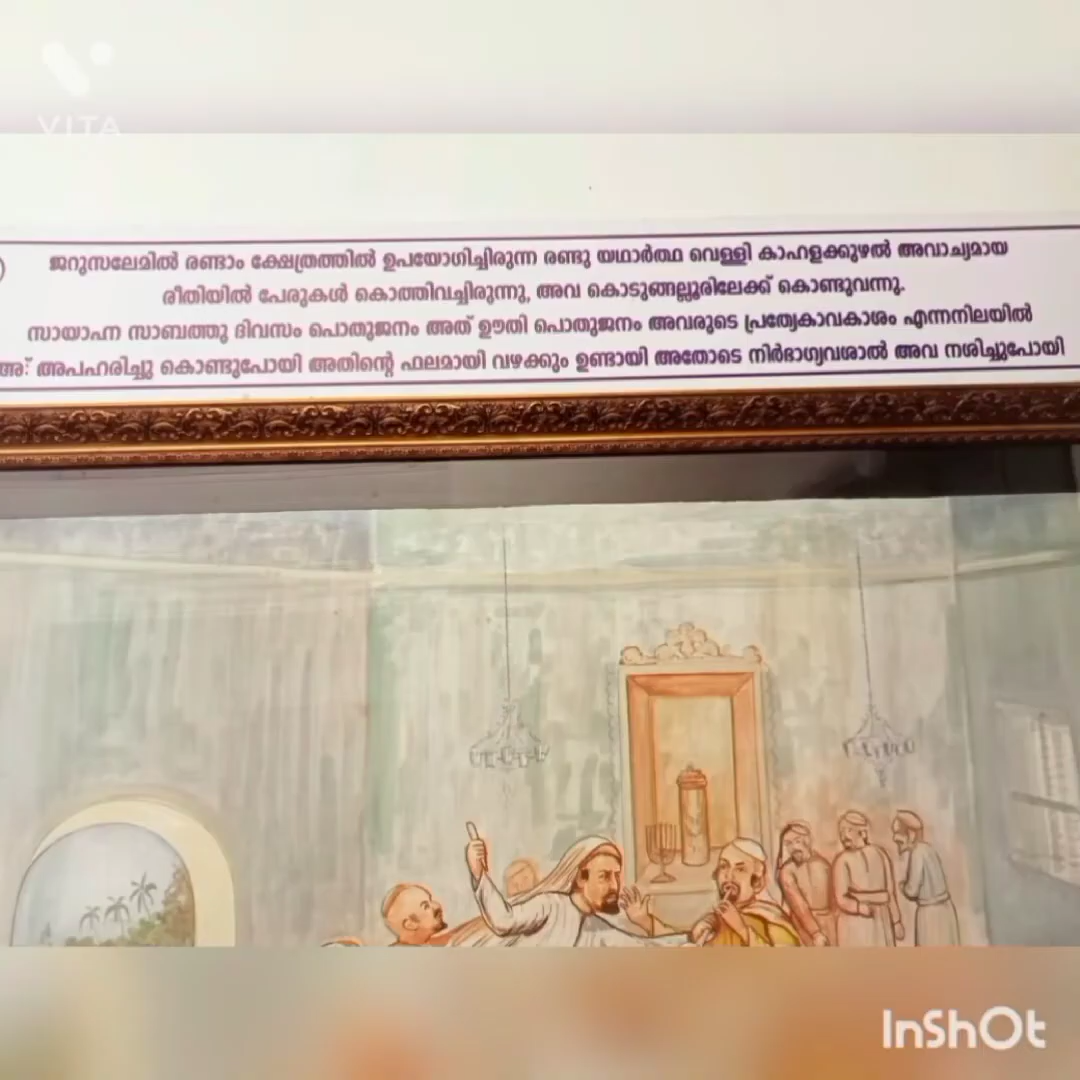 VITA
ജറുസലേമിൽ രണ്ടാം ക്ഷേത്രത്തിൽ ഉപയോഗിച്ചിരുന്ന രണ്ടു യഥാർത്ഥ വെള്ളി കാഹളക്കുഴൽ അവാച്യമായ
രീതിയിൽ പേരുകൾ കൊത്തിവച്ചിരുന്നു, അവ കൊടുങ്ങല്ലൂരിലേക്ക് കൊണ്ടുവന്നു.
സായാഹ്ന സാബത്തു ദിവസം പൊതുജനം അത് ഊതി പൊതുജനം അവരുടെ പ്രത്യേകാവകാശം എന്നനിലയിൽ
അപഹരിച്ചു കൊണ്ടുപോയി അതിന്റെ ഫലമായി വഴക്കും ഉണ്ടായി അതോടെ നിർഭാഗ്യവശാൽ അവ നശിച്ചുപോയി
InShOt